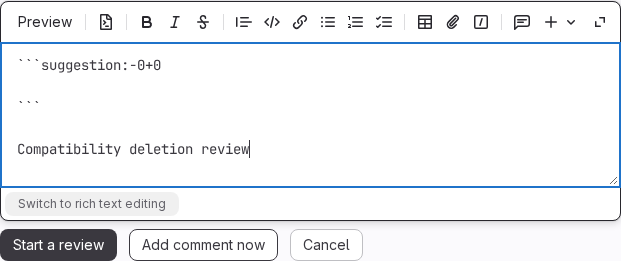 Preview
```suggestion:-0+0

```

Compatibility deletion review
Switch to rich text editing
Start a review Add comment now Cancel